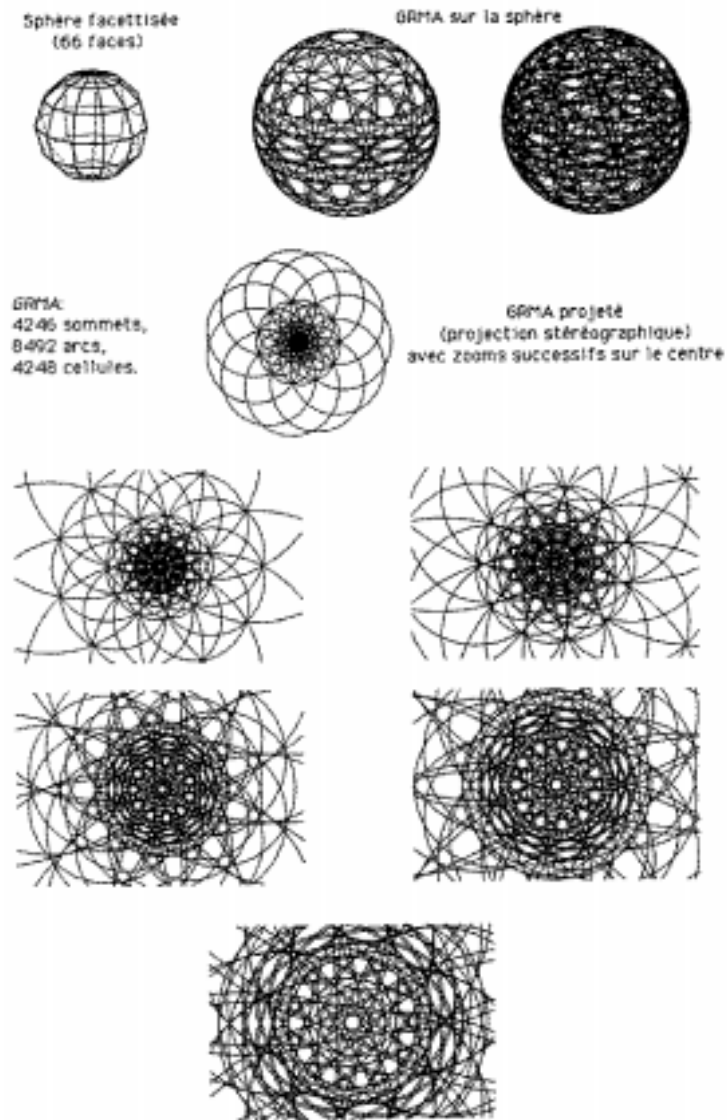 Sphère facettisée
(66 faces)
GRMA sur la sphère
GRMA:
4246 sommets,
8492 arcs,
4248 cellules.
GRMA projeté
(projection stéréographique)
avec zooms successifs sur le centre